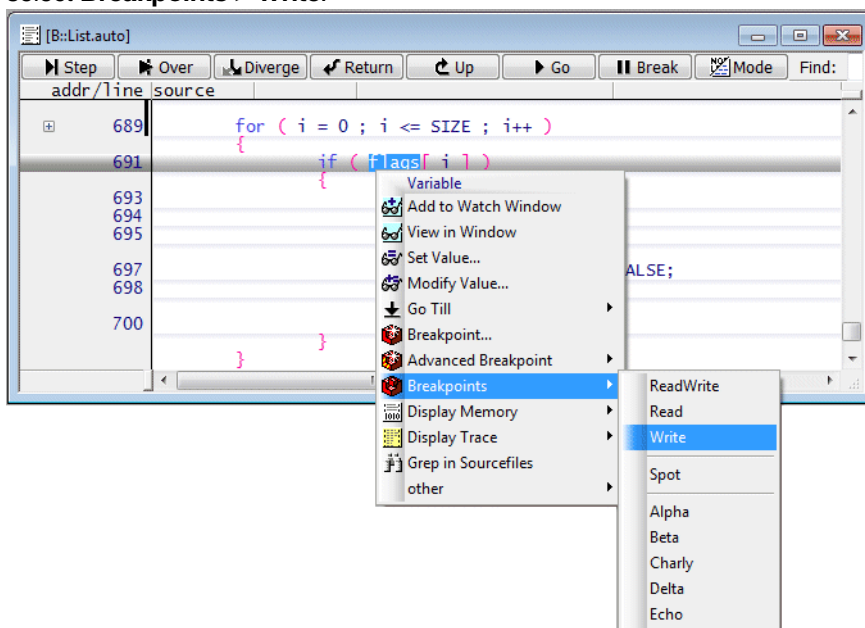 select Breakpoints > Write.
[B::List.auto]
Step Over Diverge Return Up Go Break Mode Find:
addr/line source
689 for ( i = 0 ; i <= SIZE ; i++ )
{
691 if ( flags[ i ] )
{
Variable
693
Add to Watch Window
694
695
View in Window
Set Value...
697 ALSE;
Modify Value...
698
Go Till
700
Breakpoint...
}
}
Advanced Breakpoint
Breakpoints
ReadWrite
Display Memory
Read
Display Trace
Write
Grep in Sourcefiles
Spot
other
Alpha
Beta
Charly
Delta
Echo